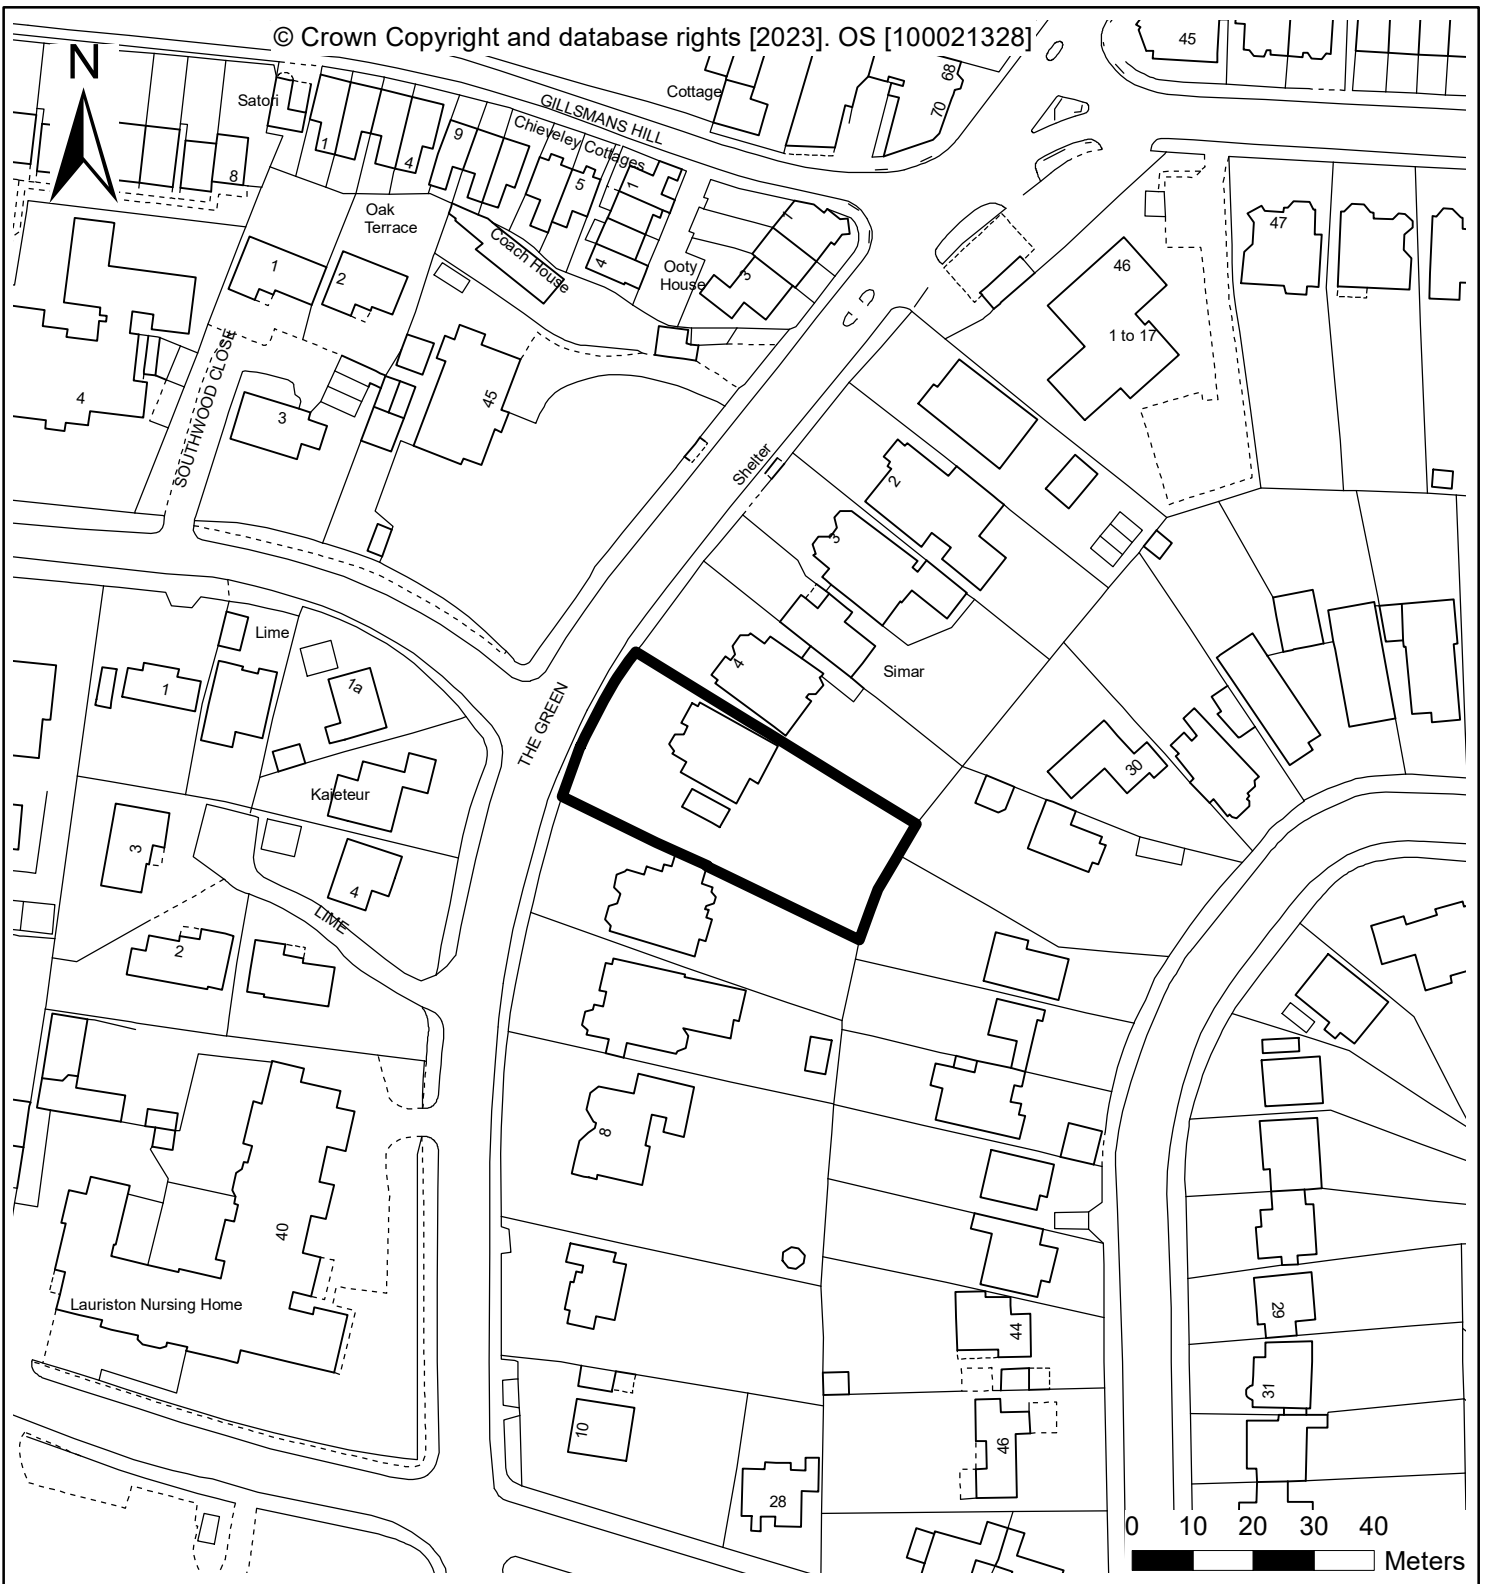 © Crown Copyright and database rights [2023]. OS [100021328]
N
45
Satori
Cottage
68
70
GILLSMANS HILL
Chieveley Cottages
1
4
9
5
1
8
Oak
Terrace
Coach House
4
Ooty
House
1
3
47
46
1 to 17
1
2
SOUTHWOOD CLOSE
4
3
45
Shelter
2
3
Lime
4
Simar
1
1a
THE GREEN
Kaieteur
30
3
4
LIME
2
8
40
Lauriston Nursing Home
29
44
31
10
46
28
0 10 20 30 40
Meters